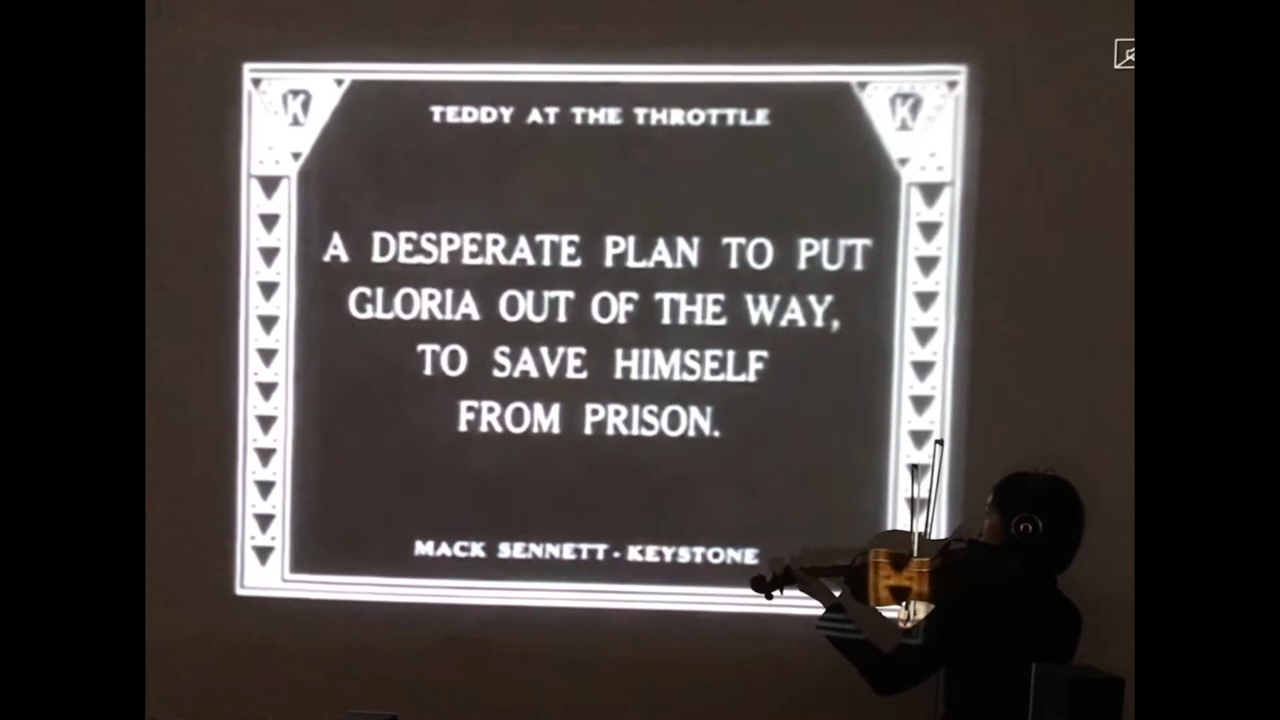 K
K
TEDDY AT THE THROTTLE
A DESPERATE PLAN TO PUT
GLORIA OUT OF THE WAY,
TO SAVE HIMSELF
FROM PRISON.
MACK SENNETT - KEYSTONE